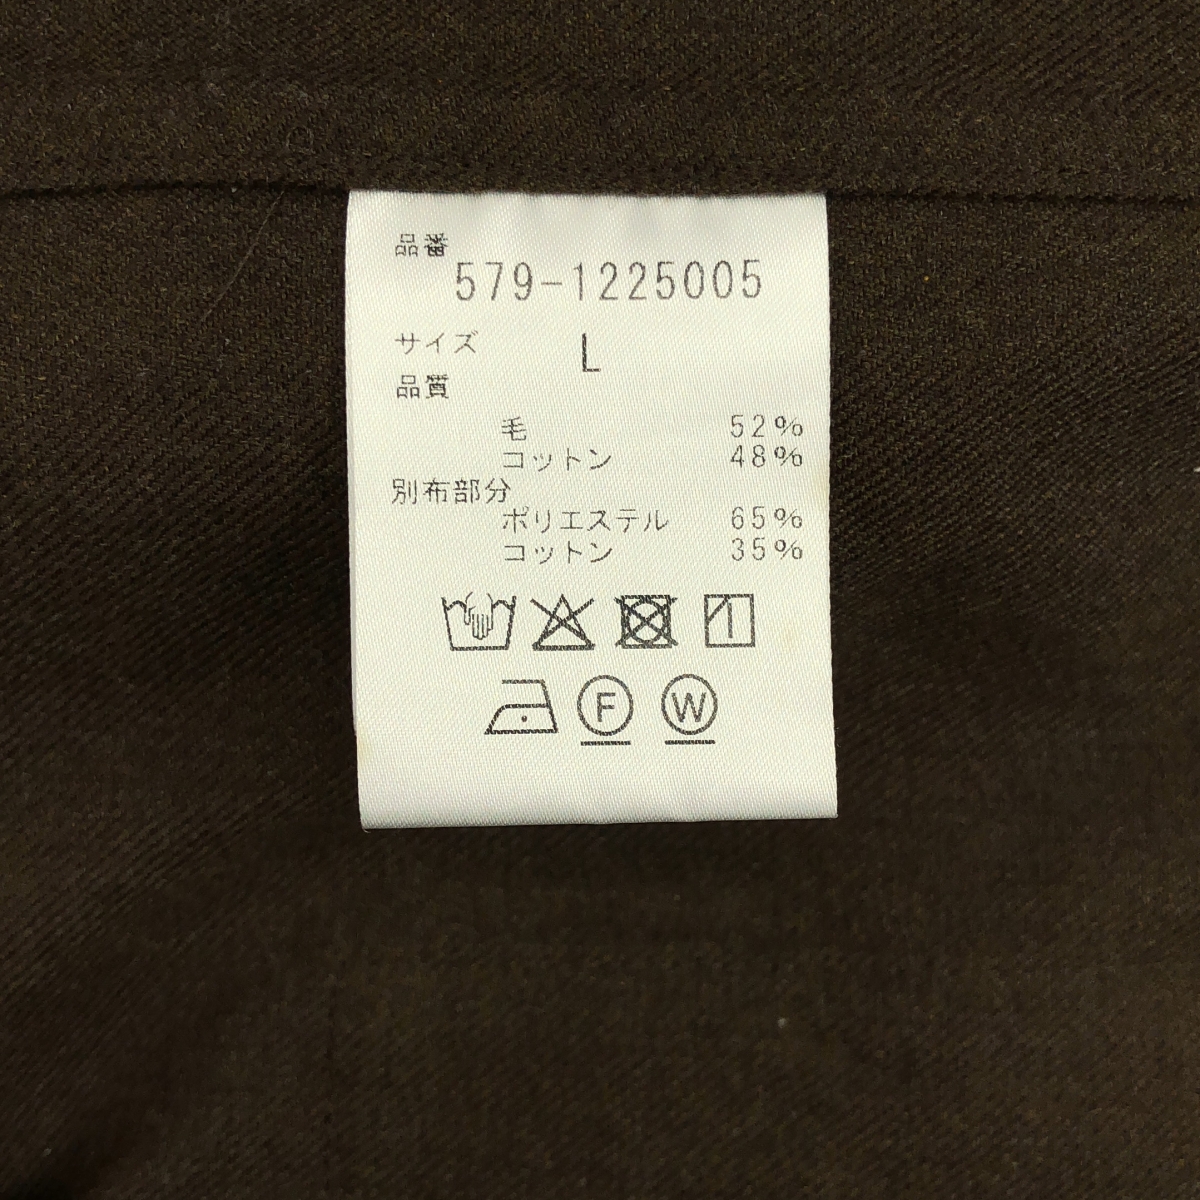 品番
579-1225005
サイズ L
品質
毛 52%
コットン 48%
別布部分
ポリエステル 65%
コットン 35%
F W